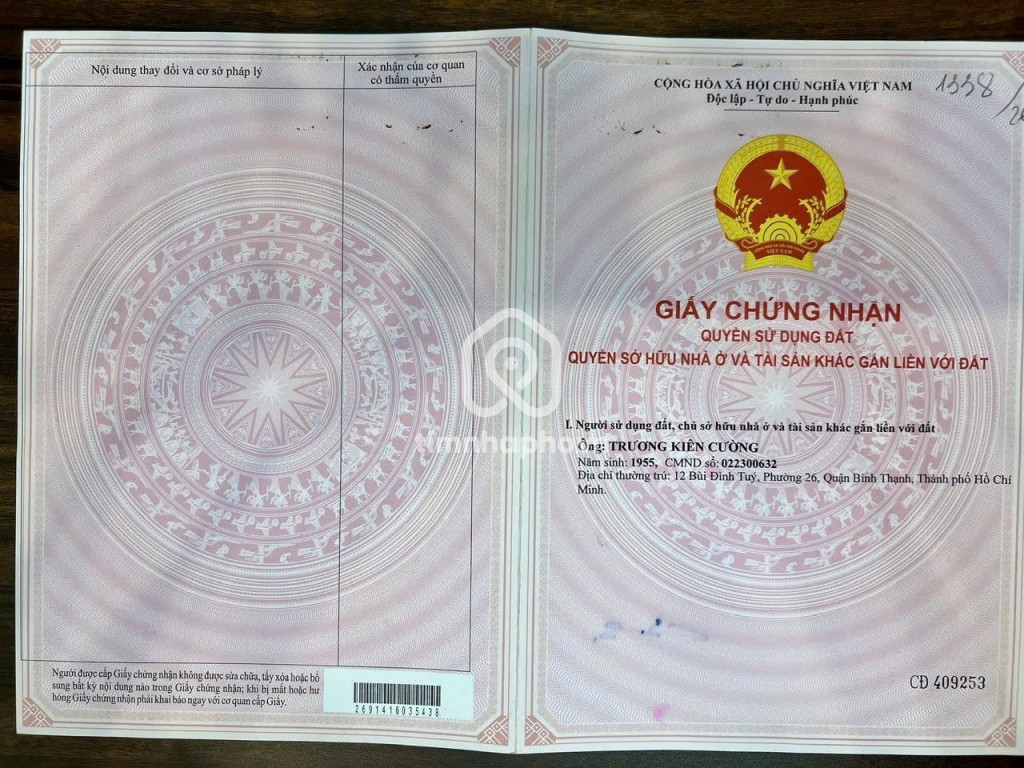 Nội dung thay đổi và cơ sở pháp lý
Xác nhận của cơ quan
có thẩm quyền
Người được cấp Giấy chứng nhận không được sửa chữa, tẩy xóa hoặc bổ
sung bất kỳ nội dung nào trong Giấy chứng nhận; khi bị mất hoặc hư
hỏng Giấy chứng nhận phải khai báo ngay với cơ quan cấp Giấy.
2691416035438
CỘNG HÒA XÃ HỘI CHỦ NGHĨA VIỆT NAM
Độc lập - Tự do - Hạnh phúc
1338
VIỆT NAM
GIẤY CHỨNG NHẬN
QUYỀN SỬ DỤNG ĐẤT
QUYỀN SỞ HỮU NHÀ Ở VÀ TÀI SẢN KHÁC GẮN LIỀN VỚI ĐẤT
I. Người sử dụng đất, chủ sở hữu nhà ở và tài sản khác gắn liền với đất
timnhapho
Ông: TRƯƠNG KIÊN CƯỜNG
Năm sinh: 1955, CMND số: 022300632
Địa chỉ thường trú: 12 Bùi Đình Tuý, Phường 26, Quận Bình Thạnh, Thành phố Hồ Chí
Minh.
CĐ 409253